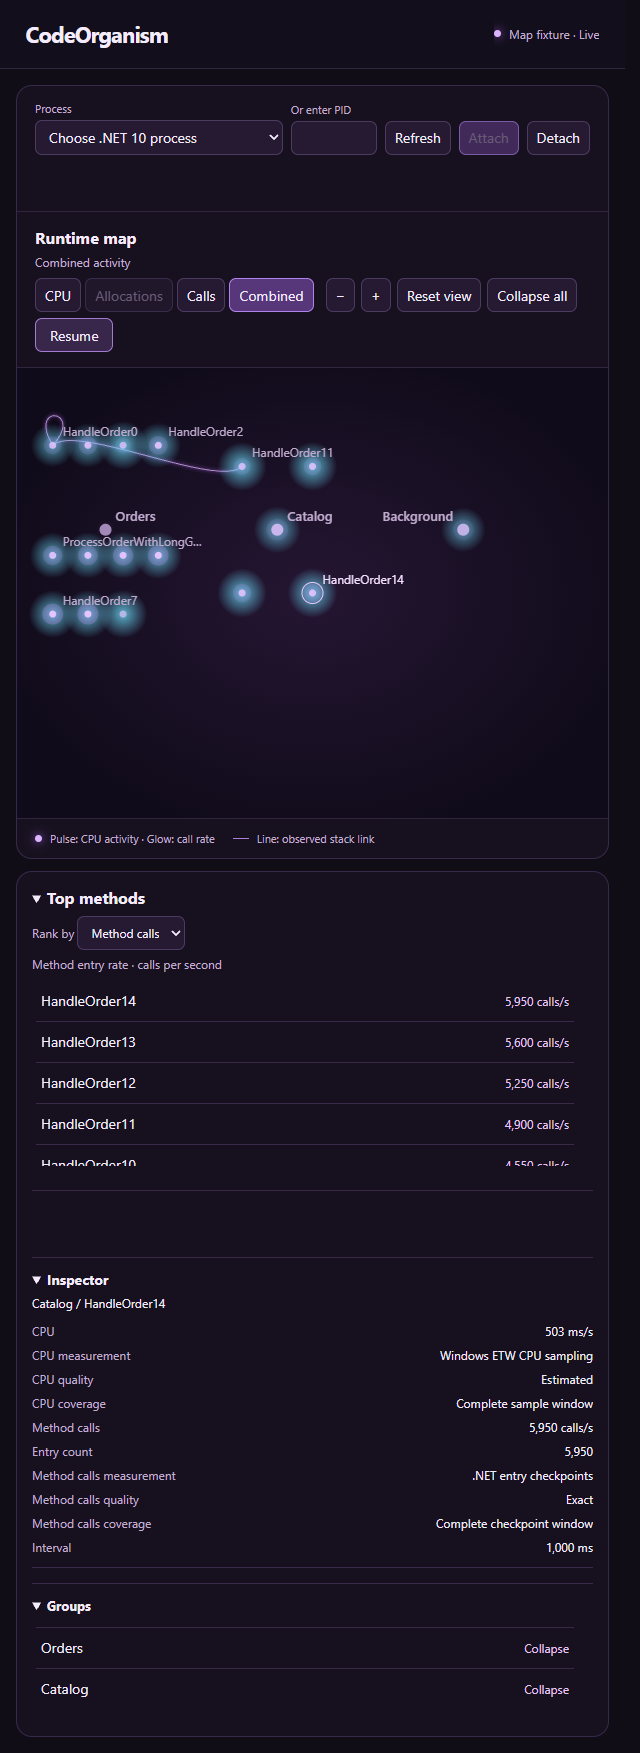 CodeOrganism
Map fixture · Live
Process
Or enter PID
Choose .NET 10 process
Refresh
Attach
Detach
Runtime map
Combined activity
CPU
Allocations
Calls
Combined
−
+
Reset view
Collapse all
Resume
HandleOrder0
HandleOrder2
HandleOrder11
Orders
Catalog
Background
ProcessOrderWithLongG...
HandleOrder14
HandleOrder7
Pulse: CPU activity · Glow: call rate
Line: observed stack link
Top methods
Rank by
Method calls
Method entry rate · calls per second
HandleOrder14 5,950 calls/s
HandleOrder13 5,600 calls/s
HandleOrder12 5,250 calls/s
HandleOrder11 4,900 calls/s
HandleOrder10 4,550 calls/s
Inspector
Catalog / HandleOrder14
CPU 503 ms/s
CPU measurement Windows ETW CPU sampling
CPU quality Estimated
CPU coverage Complete sample window
Method calls 5,950 calls/s
Entry count 5,950
Method calls measurement .NET entry checkpoints
Method calls quality Exact
Method calls coverage Complete checkpoint window
Interval 1,000 ms
Groups
Orders Collapse
Catalog Collapse